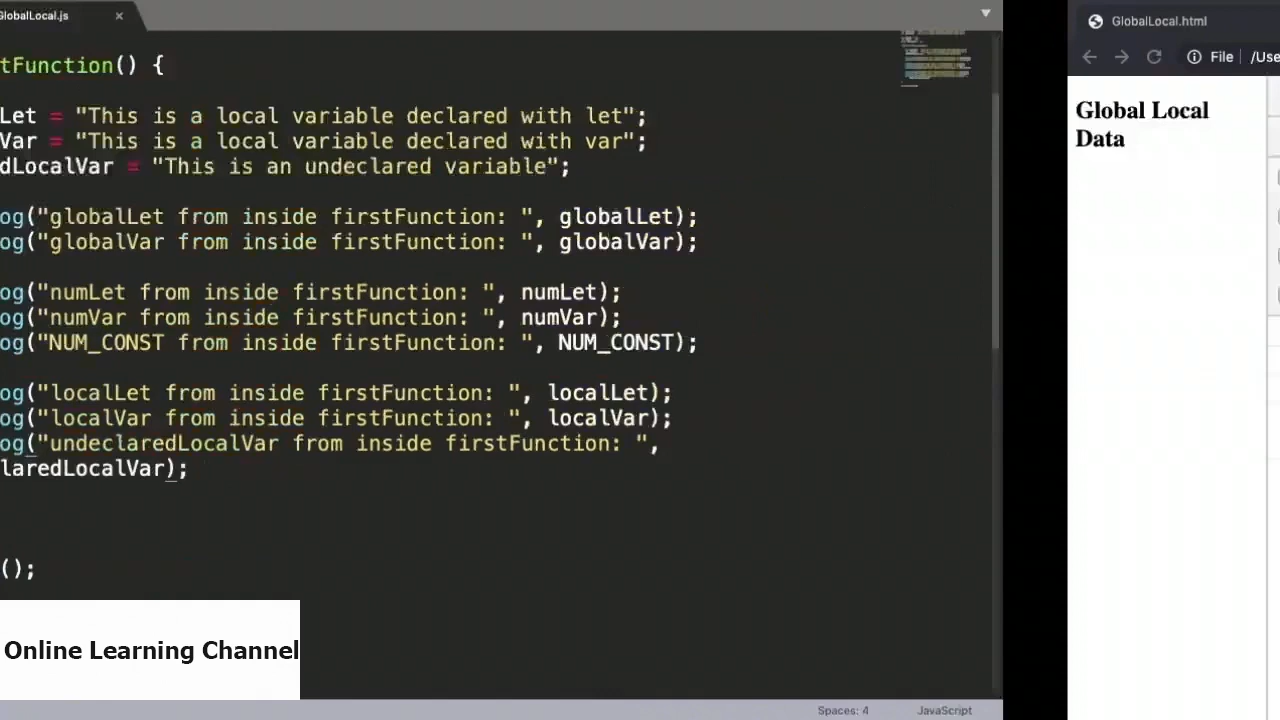 GlobalLocal.js ×
tFunction() {
Let = "This is a local variable declared with let";
Var = "This is a local variable declared with var";
dLocalVar = "This is an undeclared variable";
og("globalLet from inside firstFunction: ", globalLet);
og("globalVar from inside firstFunction: ", globalVar);
og("numLet from inside firstFunction: ", numLet);
og("numVar from inside firstFunction: ", numVar);
og("NUM_CONST from inside firstFunction: ", NUM_CONST);
og("localLet from inside firstFunction: ", localLet);
og("localVar from inside firstFunction: ", localVar);
og("undeclaredLocalVar from inside firstFunction: ",
laredLocalVar);
();
Online Learning Channel
Spaces: 4 JavaScript
GlobalLocal.html
File | /Use
Global Local
Data